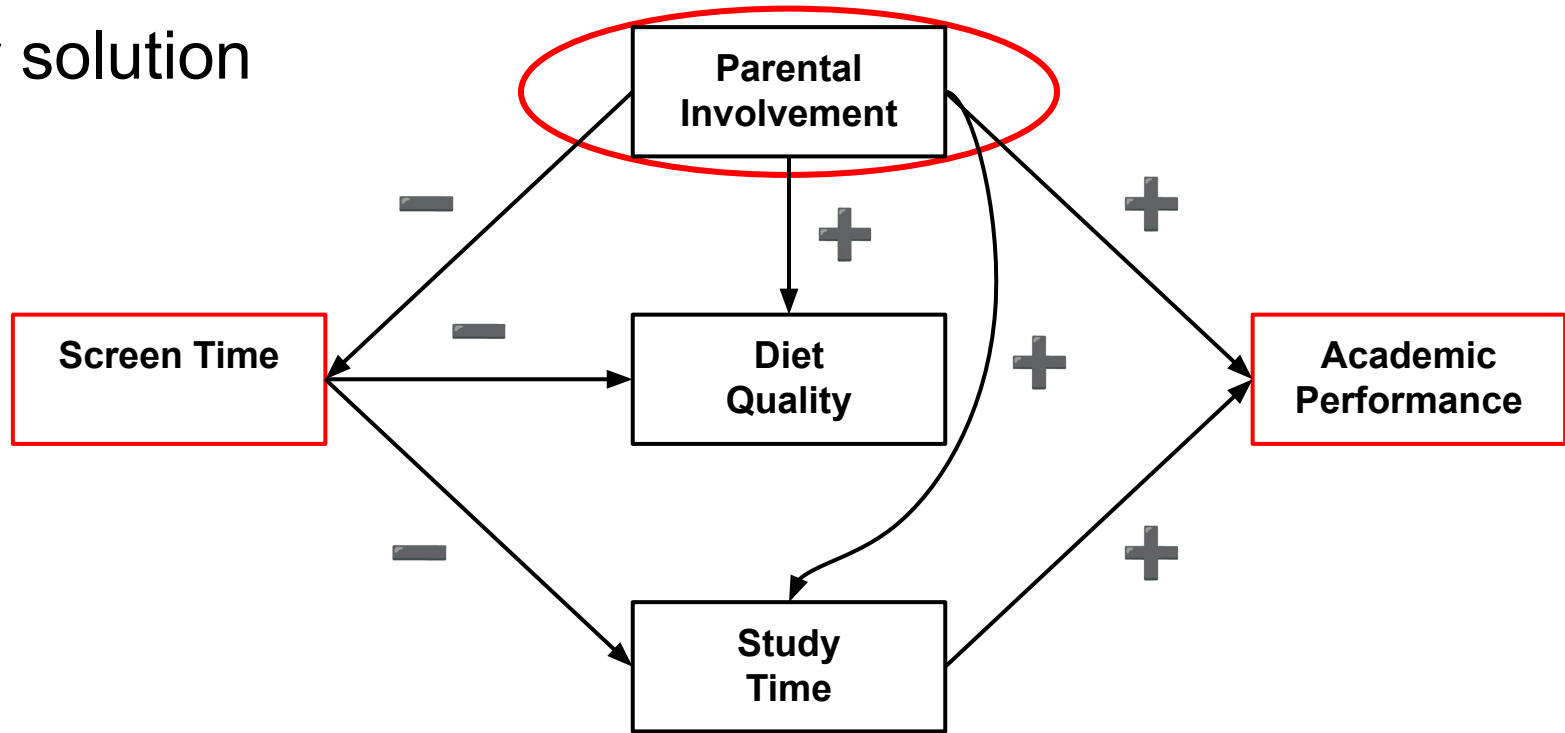 solution
Parental
Involvement
Screen Time
Diet
Quality
Academic
Performance
Study
Time